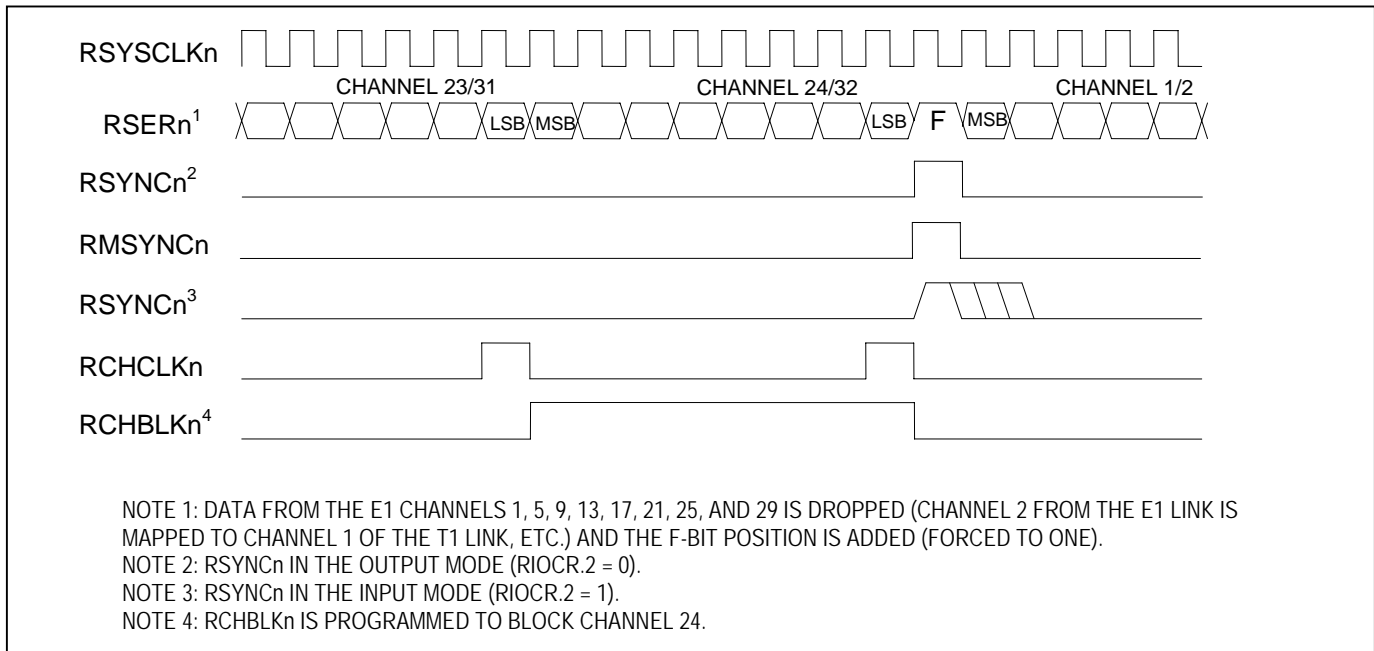 RSYSCLKn
CHANNEL 23/31 CHANNEL 24/32 CHANNEL 1/2
RSERn1 LSB MSB LSB F MSB
RSYNCn2
RMSYNCn
RSYNCn3
RCHCLKn
RCHBLKn4
NOTE 1: DATA FROM THE E1 CHANNELS 1, 5, 9, 13, 17, 21, 25, AND 29 IS DROPPED (CHANNEL 2 FROM THE E1 LINK IS
MAPPED TO CHANNEL 1 OF THE T1 LINK, ETC.) AND THE F-BIT POSITION IS ADDED (FORCED TO ONE).
NOTE 2: RSYNCn IN THE OUTPUT MODE (RIOCR.2 = 0).
NOTE 3: RSYNCn IN THE INPUT MODE (RIOCR.2 = 1).
NOTE 4: RCHBLKn IS PROGRAMMED TO BLOCK CHANNEL 24.